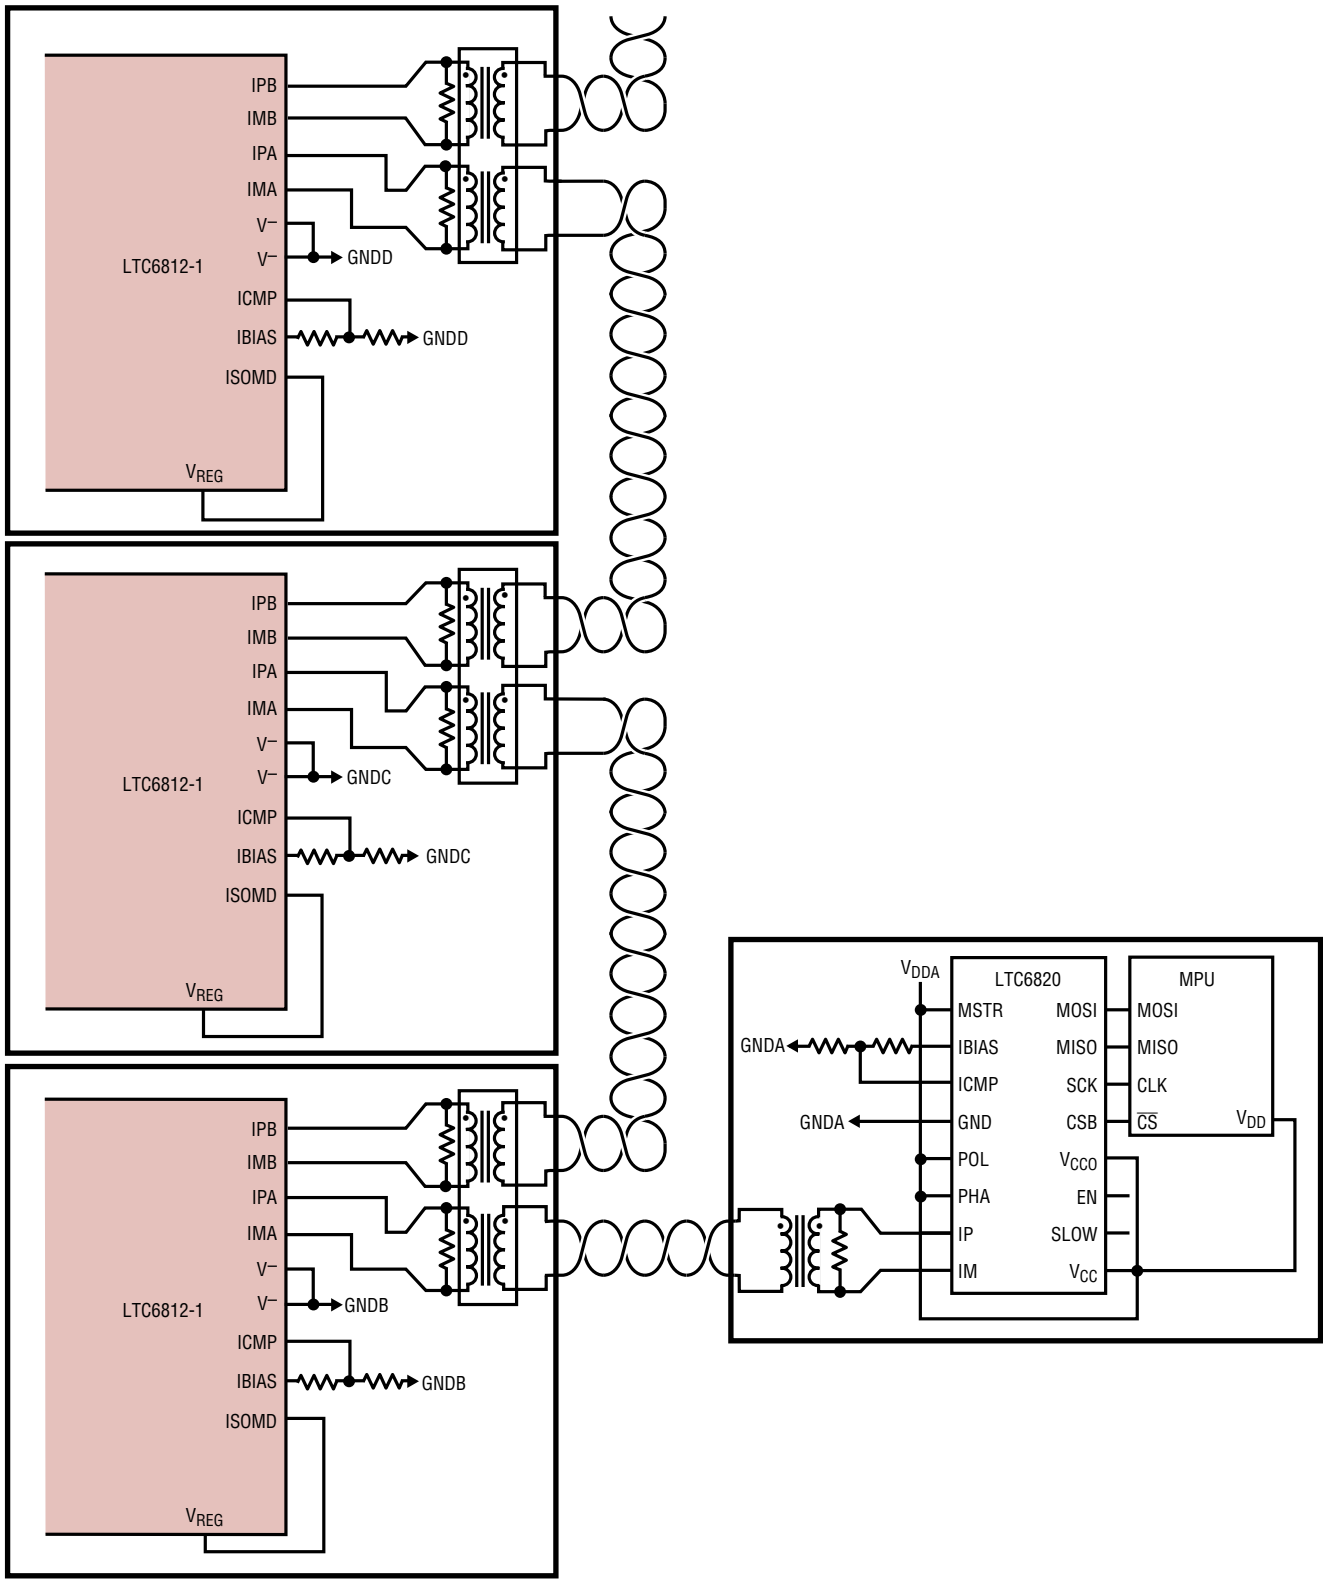 IPB
IMB
IPA
IMA
V–
V–
GNDD
LTC6812-1
ICMP
IBIAS
GNDD
ISOMD
VREG
IPB
IMB
IPA
IMA
V–
V–
GNDC
LTC6812-1
ICMP
IBIAS
GNDC
ISOMD
VREG
IPB
IMB
IPA
IMA
V–
V–
GNDB
LTC6812-1
ICMP
IBIAS
GNDB
ISOMD
VREG
VDDA
LTC6820
MPU
MSTR
MOSI
MOSI
GNDA
IBIAS
MISO
MISO
ICMP
SCK
CLK
GNDA
GND
CSB
CS
VDD
POL
VCCO
PHA
EN
IP
SLOW
IM
VCC